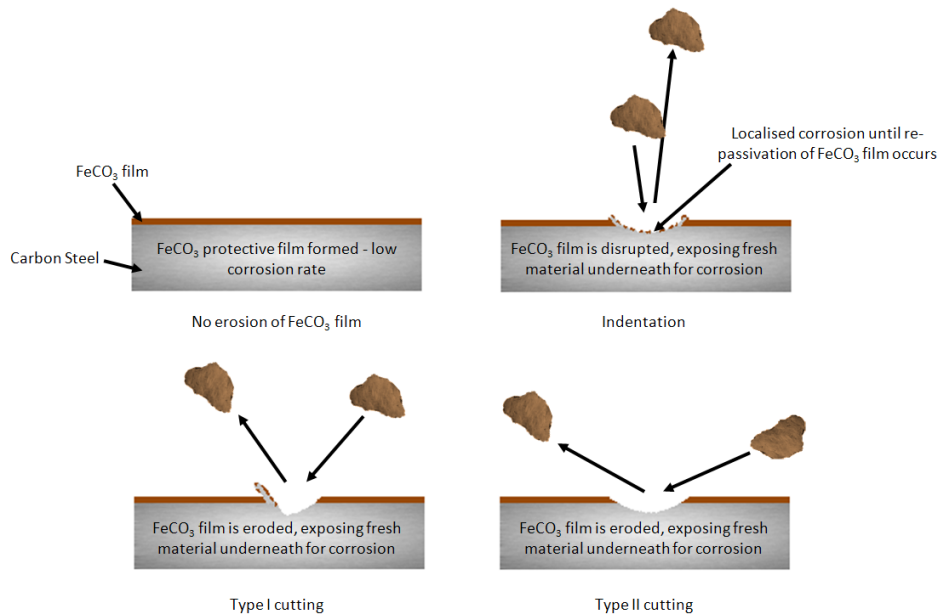 FeCO₃ film
Carbon Steel
FeCO₃ protective film formed - low
corrosion rate
No erosion of FeCO₃ film
Localised corrosion until re-
passivation of FeCO₃ film occurs
FeCO₃ film is disrupted, exposing fresh
material underneath for corrosion
Indentation
FeCO₃ film is eroded, exposing fresh
material underneath for corrosion
Type I cutting
FeCO₃ film is eroded, exposing fresh
material underneath for corrosion
Type II cutting